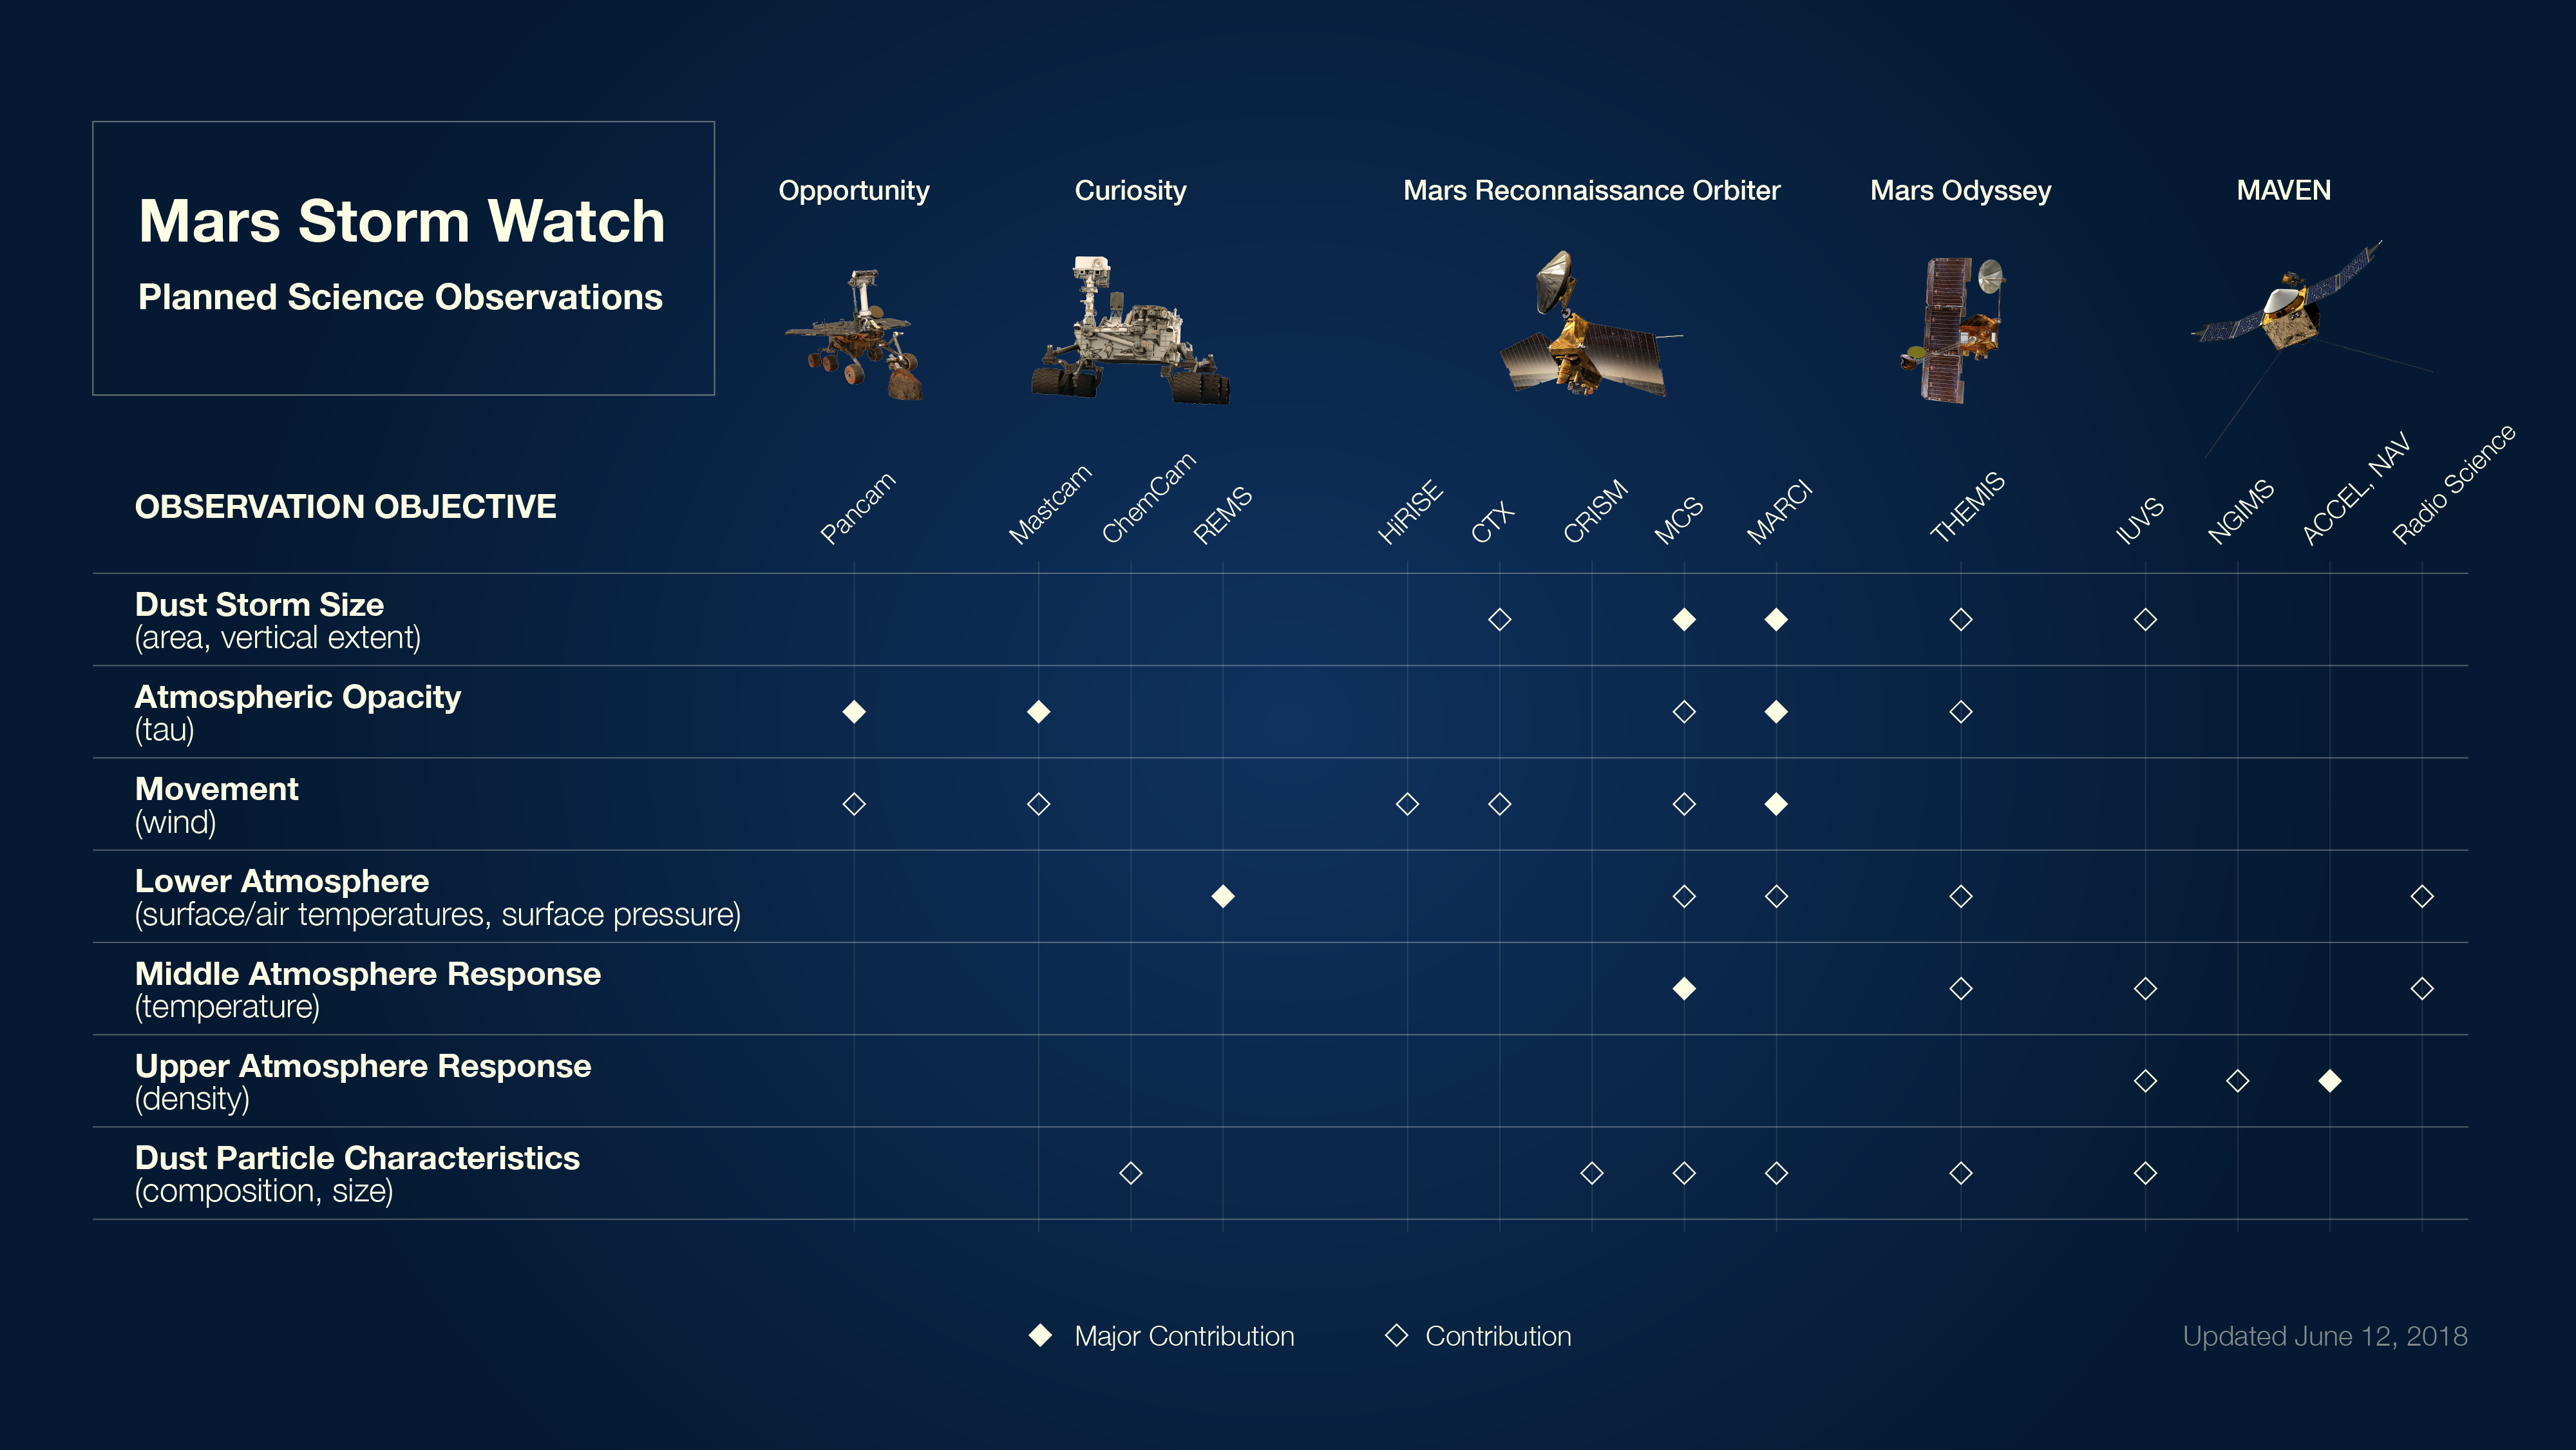 Mars Storm Watch
Planned Science Observations
Opportunity
Curiosity
Mars Reconnaissance Orbiter
Mars Odyssey
MAVEN
OBSERVATION OBJECTIVE
Pancam
Mastcam
ChemCam
REMS
HiRISE
CTX
CRISM
MCS
MARCI
THEMIS
IUVS
NGIMS
ACCEL, NAV
Radio Science
Dust Storm Size
(area, vertical extent)
Atmospheric Opacity
(tau)
Movement
(wind)
Lower Atmosphere
(surface/air temperatures, surface pressure)
Middle Atmosphere Response
(temperature)
Upper Atmosphere Response
(density)
Dust Particle Characteristics
(composition, size)
Major Contribution
Contribution
Updated June 12, 2018